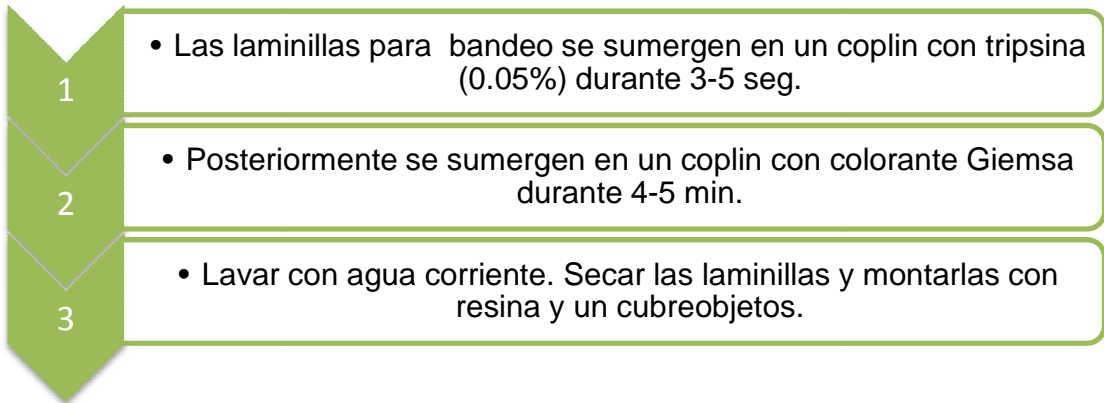 1
• Las laminillas para bandeo se sumergen en un coplin con tripsina
(0.05%) durante 3-5 seg.
2
• Posteriormente se sumergen en un coplin con colorante Giemsa
durante 4-5 min.
3
• Lavar con agua corriente. Secar las laminillas y montarlas con
resina y un cubreobjetos.